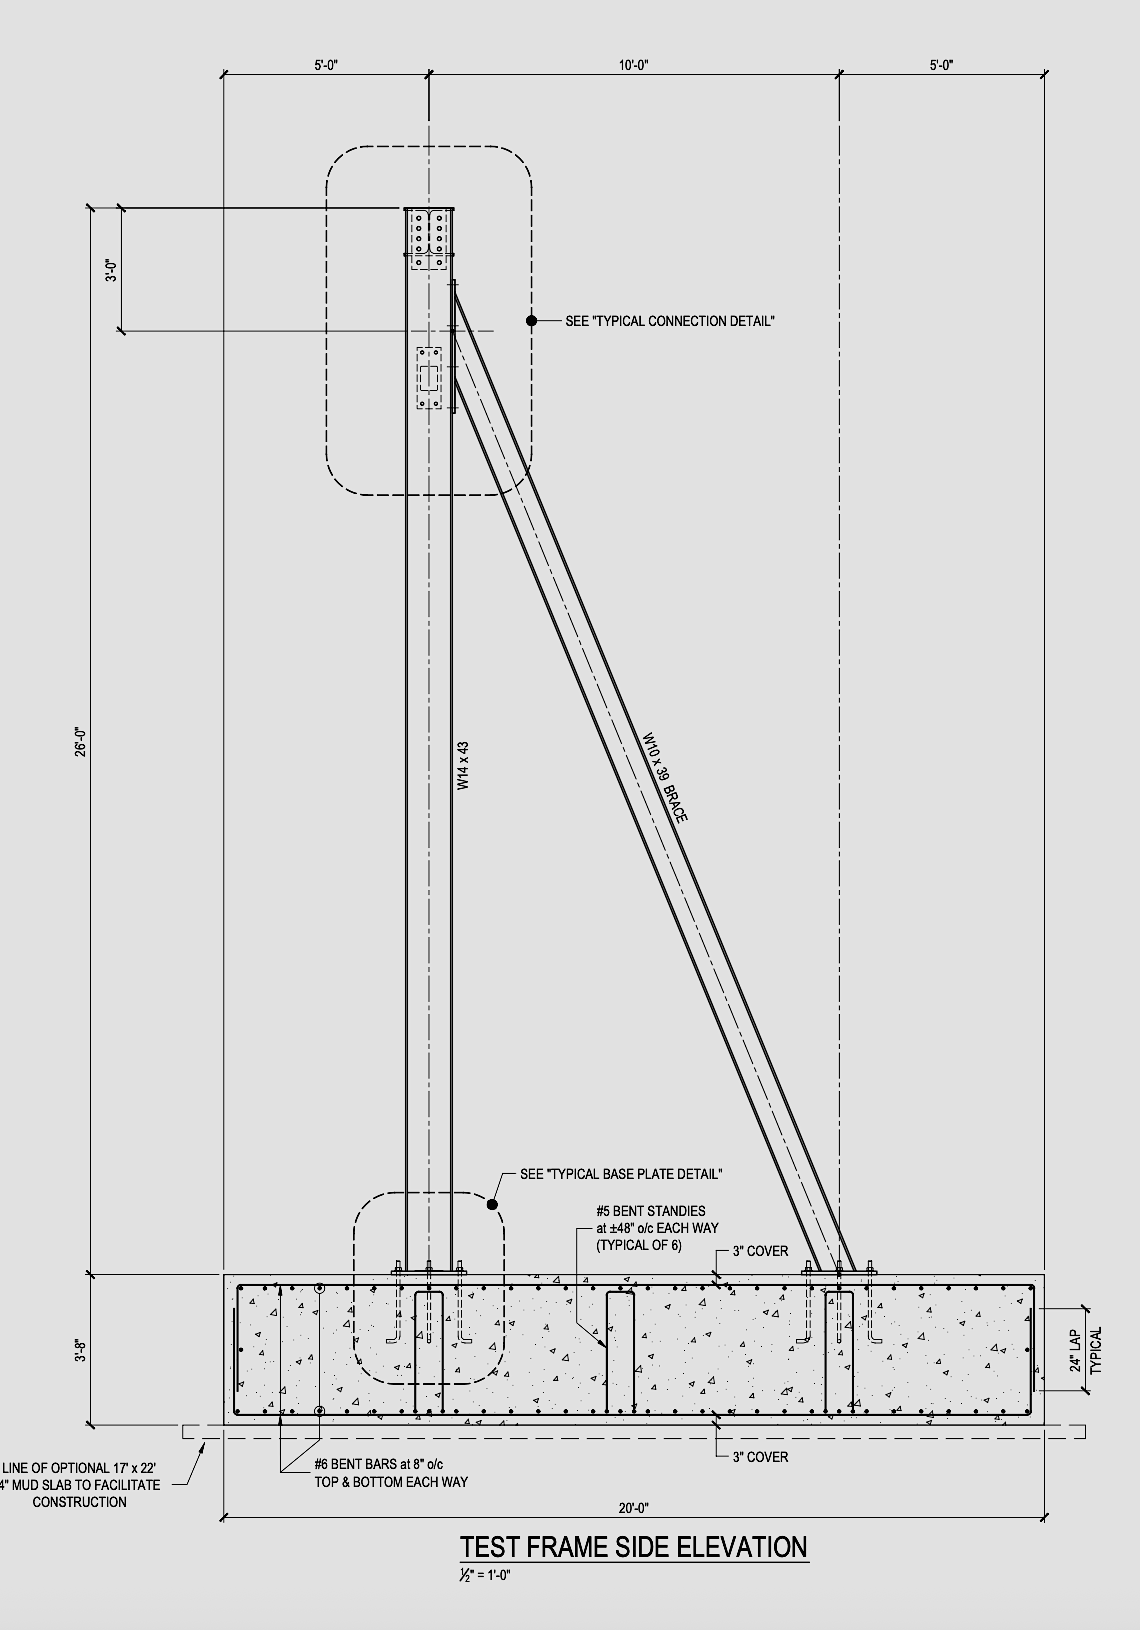 5'-0"
10'-0"
5'-0"
3'-0"
SEE "TYPICAL CONNECTION DETAIL"
26'-0"
W14 x 43
W10 x 39 BRACE
SEE "TYPICAL BASE PLATE DETAIL"
#5 BENT STANDIES
at ±48" o/c EACH WAY
(TYPICAL OF 6)
3" COVER
3'-8"
24" LAP
TYPICAL
3" COVER
LINE OF OPTIONAL 17' x 22'
4" MUD SLAB TO FACILITATE
CONSTRUCTION
#6 BENT BARS at 8" o/c
TOP & BOTTOM EACH WAY
20'-0"
TEST FRAME SIDE ELEVATION
½" = 1'-0"